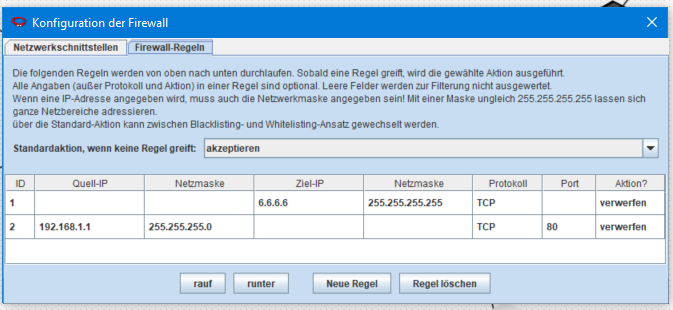 Konfiguration der Firewall
Netzwerkschnittstellen Firewall-Regeln
Die folgenden Regeln werden von oben nach unten durchlaufen. Sobald eine Regel greift, wird die gewählte Aktion ausgeführt.
Alle Angaben (außer Protokoll und Aktion) in einer Regel sind optional. Leere Felder werden zur Filterung nicht ausgewertet.
Wenn eine IP-Adresse angegeben wird, muss auch die Netzwerkmaske angegeben sein! Mit einer Maske ungleich 255.255.255.255 lassen sich
ganze Netzbereiche adressieren.
über die Standard-Aktion kann zwischen Blacklisting- und Whitelisting-Ansatz gewechselt werden.
Standardaktion, wenn keine Regel greift: akzeptieren
ID Quell-IP Netzmaske Ziel-IP Netzmaske Protokoll Port Aktion?
1 6.6.6.6 255.255.255.255 TCP verwerfen
2 192.168.1.1 255.255.255.0 TCP 80 verwerfen
rauf runter Neue Regel Regel löschen